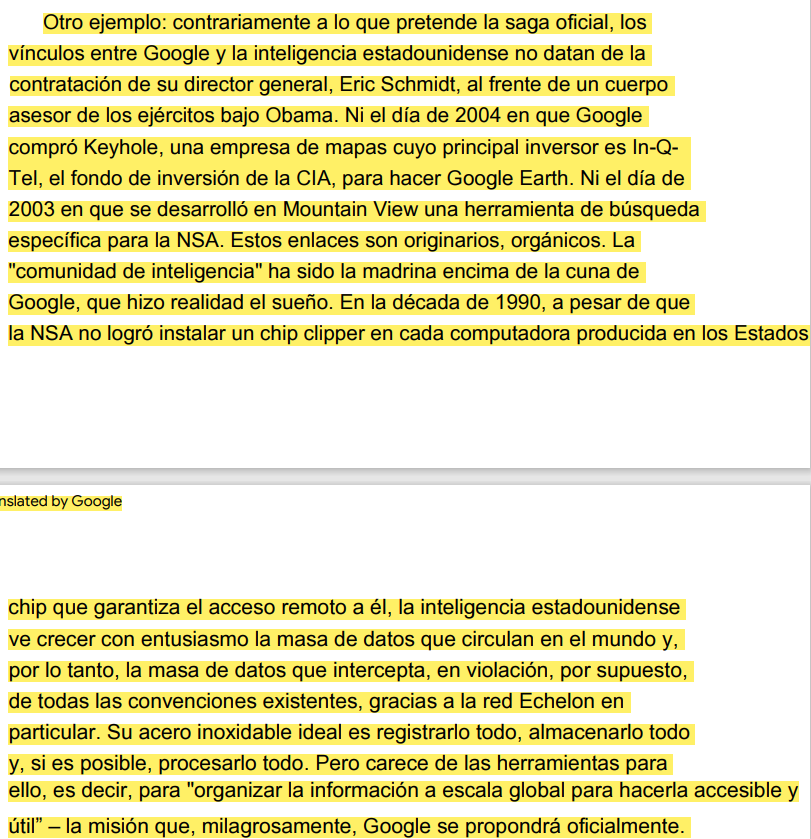 Otro ejemplo: contrariamente a lo que pretende la saga oficial, los
vínculos entre Google y la inteligencia estadounidense no datan de la
contratación de su director general, Eric Schmidt, al frente de un cuerpo
asesor de los ejércitos bajo Obama. Ni el día de 2004 en que Google
compró Keyhole, una empresa de mapas cuyo principal inversor es In-Q-
Tel, el fondo de inversión de la CIA, para hacer Google Earth. Ni el día de
2003 en que se desarrolló en Mountain View una herramienta de búsqueda
específica para la NSA. Estos enlaces son originarios, orgánicos. La
"comunidad de inteligencia" ha sido la madrina encima de la cuna de
Google, que hizo realidad el sueño. En la década de 1990, a pesar de que
la NSA no logró instalar un chip clipper en cada computadora producida en los Estados
nslated by Google
chip que garantiza el acceso remoto a él, la inteligencia estadounidense
ve crecer con entusiasmo la masa de datos que circulan en el mundo y,
por lo tanto, la masa de datos que intercepta, en violación, por supuesto,
de todas las convenciones existentes, gracias a la red Echelon en
particular. Su acero inoxidable ideal es registrarlo todo, almacenarlo todo
y, si es posible, procesarlo todo. Pero carece de las herramientas para
ello, es decir, para "organizar la información a escala global para hacerla accesible y
útil” – la misión que, milagrosamente, Google se propondrá oficialmente.